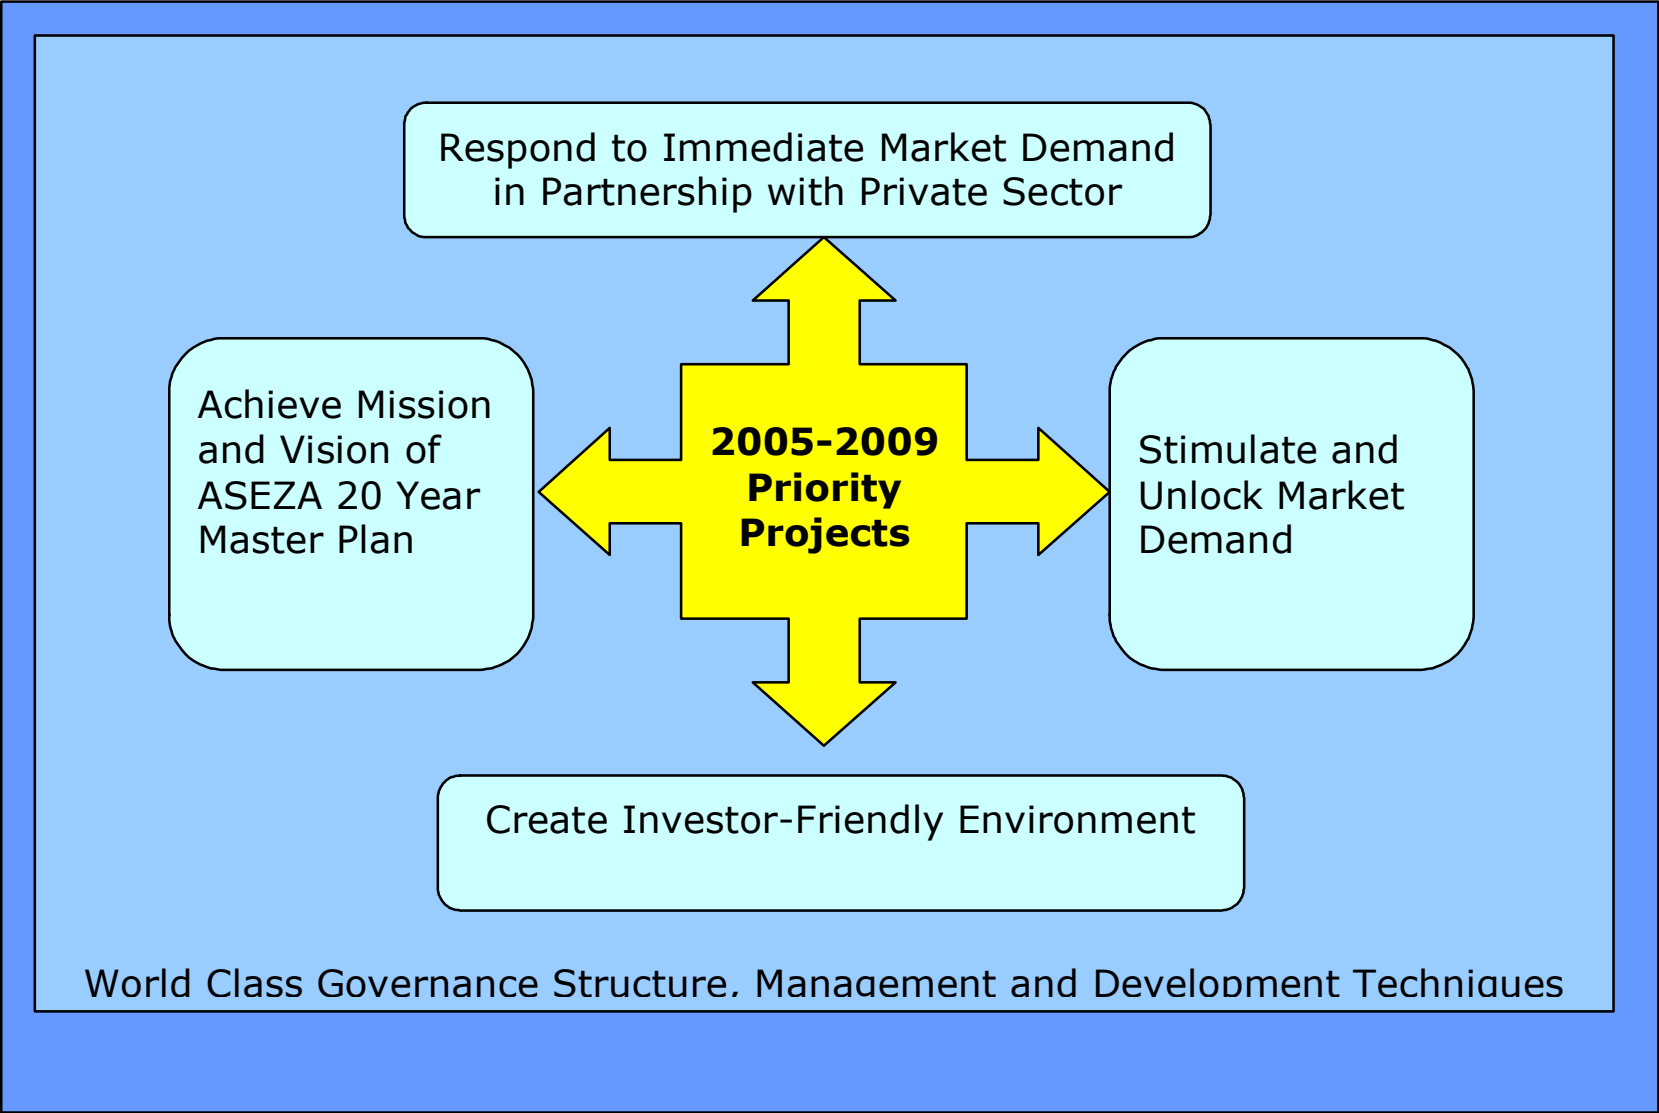 Respond to Immediate Market Demand
in Partnership with Private Sector
Achieve Mission
and Vision of
ASEZA 20 Year
Master Plan
2005-2009
Priority
Projects
Stimulate and
Unlock Market
Demand
Create Investor-Friendly Environment
World Class Governance Structure, Management and Development Techniques